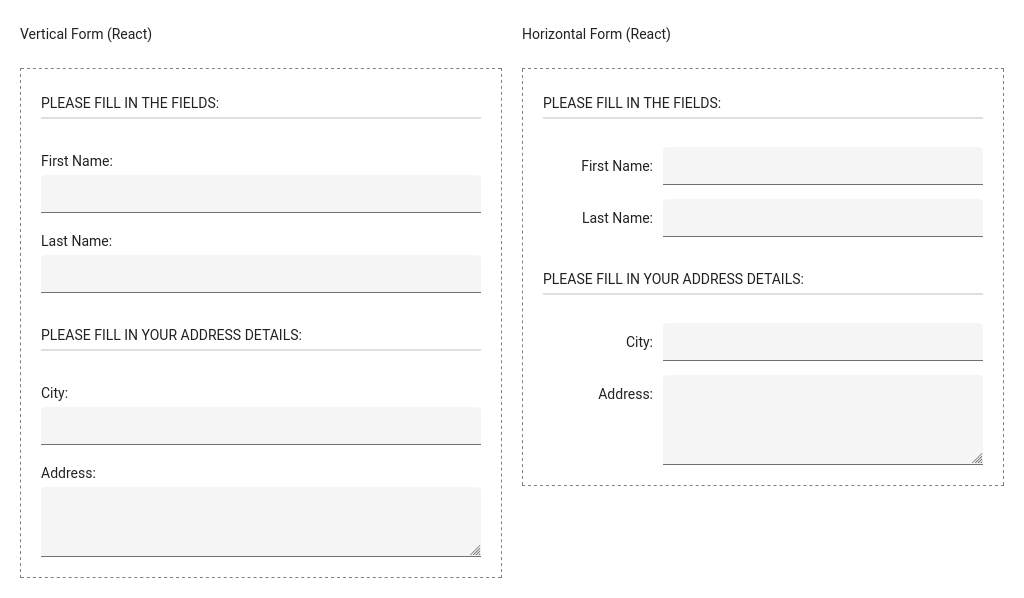 Vertical Form (React)
PLEASE FILL IN THE FIELDS:
First Name:
Last Name:
PLEASE FILL IN YOUR ADDRESS DETAILS:
City:
Address:
Horizontal Form (React)
PLEASE FILL IN THE FIELDS:
First Name:
Last Name:
PLEASE FILL IN YOUR ADDRESS DETAILS:
City:
Address: